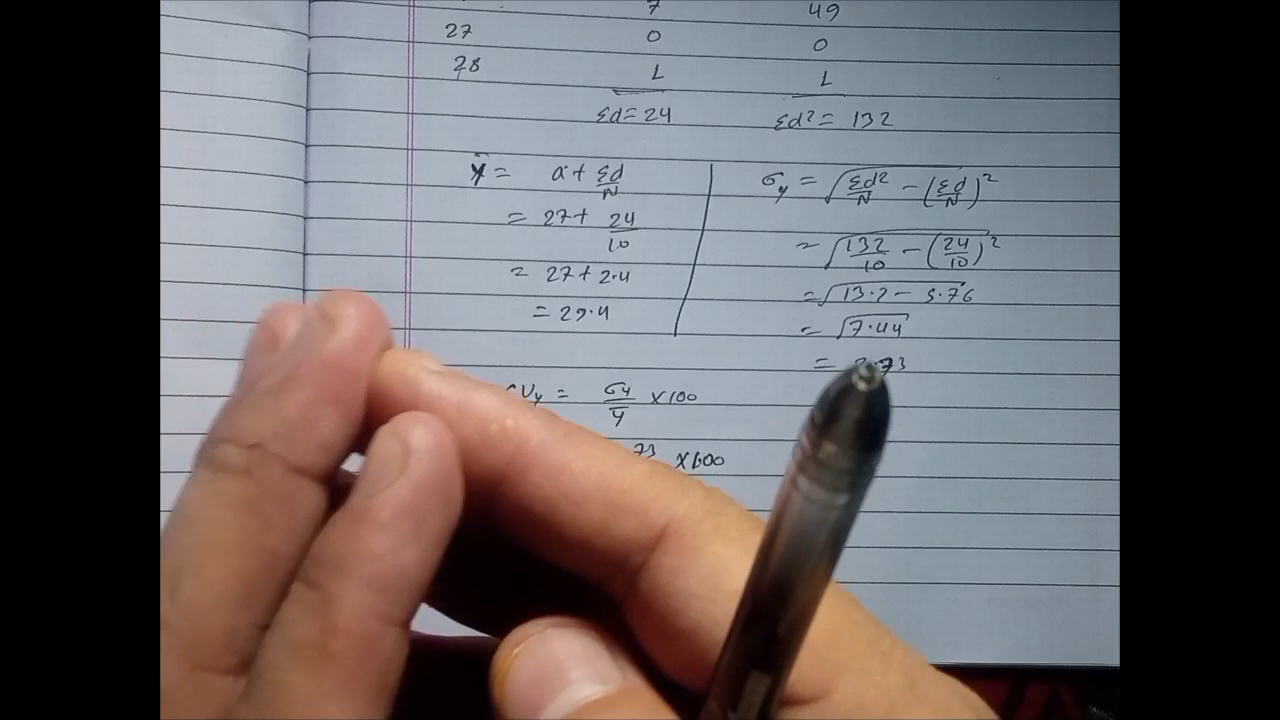 7 49
27 0 0
28 1 1
Σd = 24 Σd² = 132
ȳ = a + Σd/N
= 27 + 24/10
= 27 + 2.4
= 29.4
σy = √(Σd²/N - (Σd/N)²)
= √(132/10 - (24/10)²)
= √(13.2 - 5.76)
= √7.44
CVy = σy/ȳ × 100
73 × 100